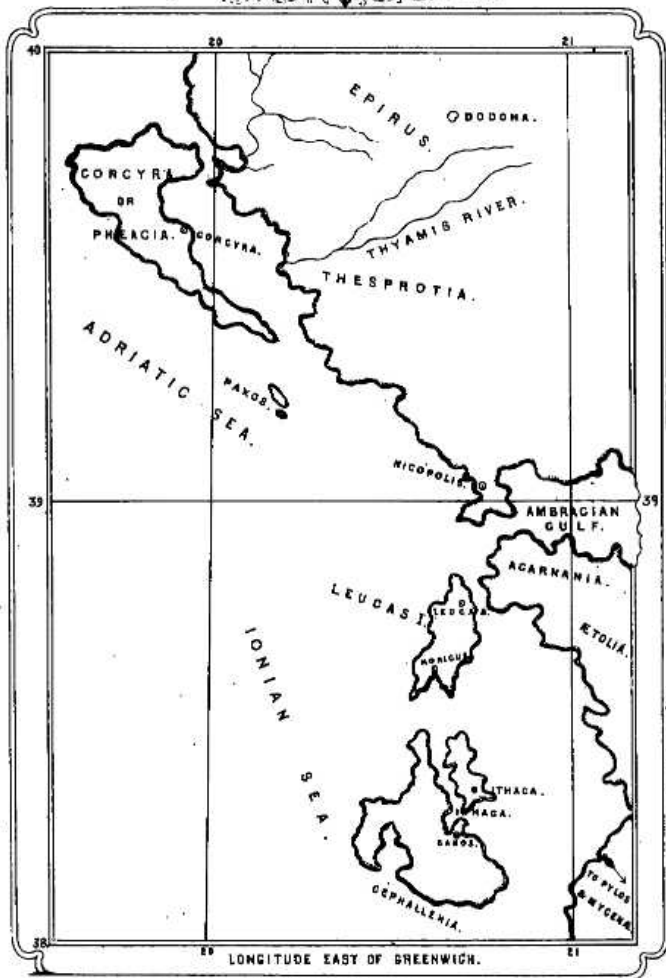 20
21
40
EPIRUS.
DODONA.
CORCYRA
OR
PHEACIA.
CORCYRA.
THYAMIS RIVER.
THESPROTIA.
ADRIATIC SEA.
PAXOS.
NICOPOLIS.
39
39
AMBRACIAN
GULF.
ACARNANIA.
LEUCAS I.
ÆTOLIA.
IONIAN SEA.
ITHACA.
SAMOS.
CEPHALLENIA.
TO PYLOS
& MYCENÆ
38
20
21
LONGITUDE EAST OF GREENWICH.